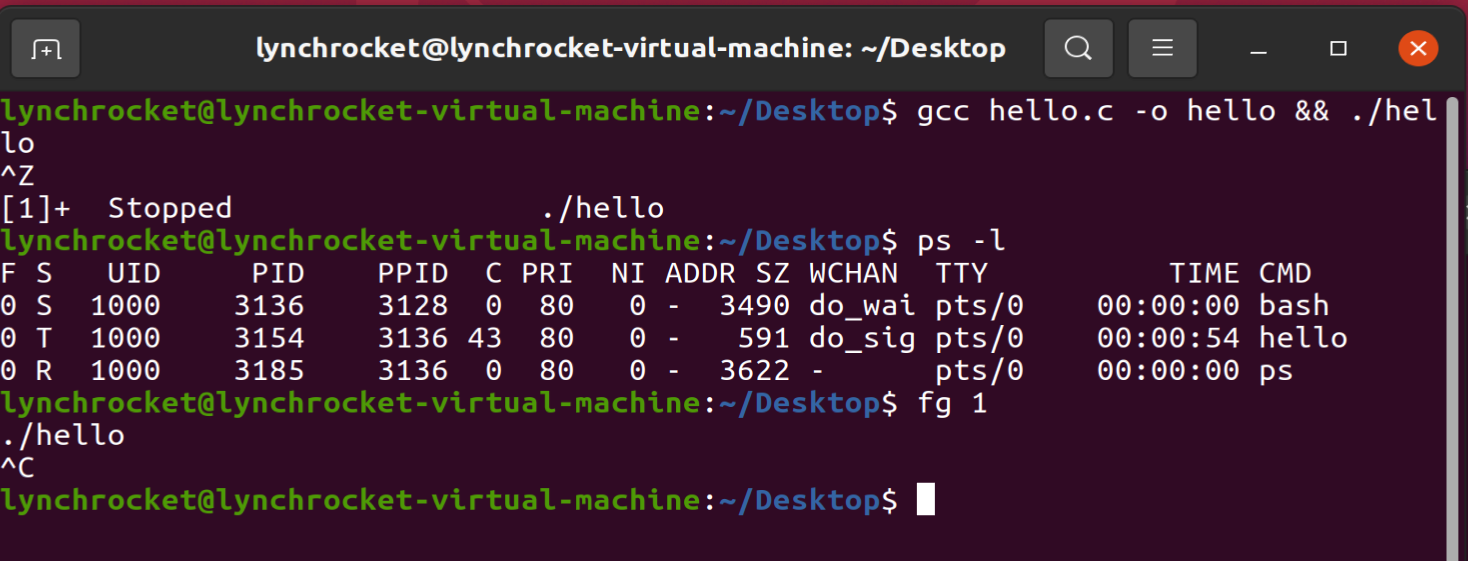 lynchrocket@lynchrocket-virtual-machine: ~/Desktop
lynchrocket@lynchrocket-virtual-machine:~/Desktop$ gcc hello.c -o hello && ./hel
lo
^Z
[1]+  Stopped                 ./hello
lynchrocket@lynchrocket-virtual-machine:~/Desktop$ ps -l
F S   UID     PID    PPID  C PRI  NI ADDR SZ WCHAN  TTY          TIME CMD
0 S  1000    3136    3128  0  80   0 -  3490 do_wai pts/0    00:00:00 bash
0 T  1000    3154    3136 43  80   0 -   591 do_sig pts/0    00:00:54 hello
0 R  1000    3185    3136  0  80   0 -  3622 -      pts/0    00:00:00 ps
lynchrocket@lynchrocket-virtual-machine:~/Desktop$ fg 1
./hello
^C
lynchrocket@lynchrocket-virtual-machine:~/Desktop$